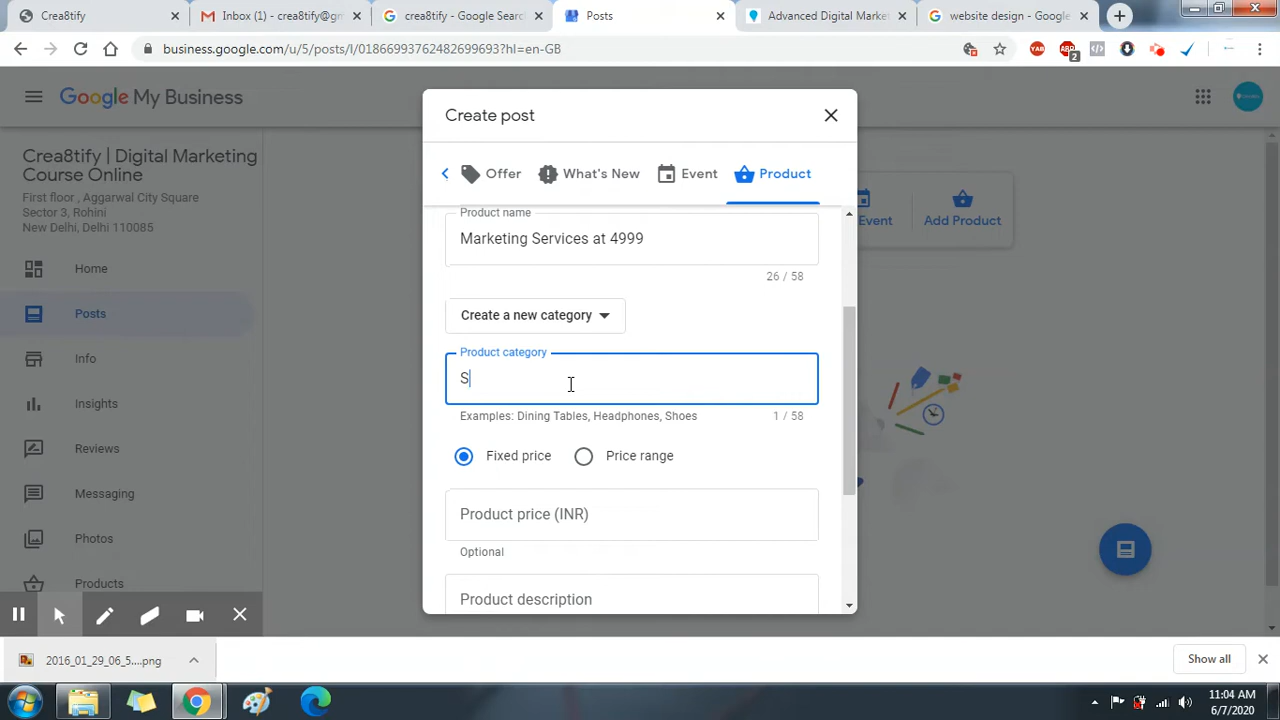 Crea8tify
Inbox (1) - crea8tify@gm
crea8tify - Google Sear
Posts
Advanced Digital Marke
website design - Google
business.google.com/u/5/posts/l/01866993762482699693?hl=en-GB
YAB
ABP
2
Google My Business
Crea8tify | Digital Marketing
Course Online
First floor , Aggarwal City Square
Sector 3, Rohini
New Delhi, Delhi 110085
Home
Posts
Info
Insights
Reviews
Messaging
Photos
Products
Create post
Offer
What's New
Event
Product
Event
Add Product
Product name
Marketing Services at 4999
26 / 58
Create a new category
Product category
S
Examples: Dining Tables, Headphones, Shoes
1 / 58
Fixed price
Price range
Product price (INR)
Optional
Product description
2016_01_29_06_5....png
Show all
11:04 AM
6/7/2020